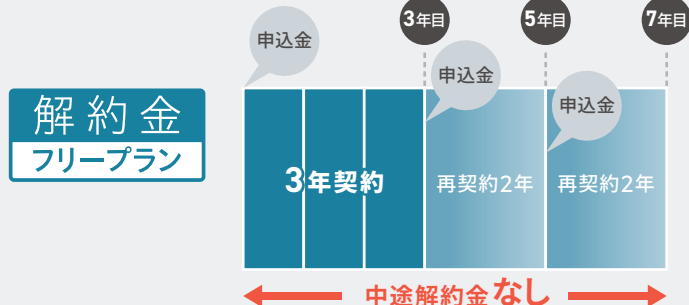 3年目
5年目
7年目
申込金
申込金
申込金
解約金
フリープラン
3年契約
再契約2年
再契約2年
中途解約金なし